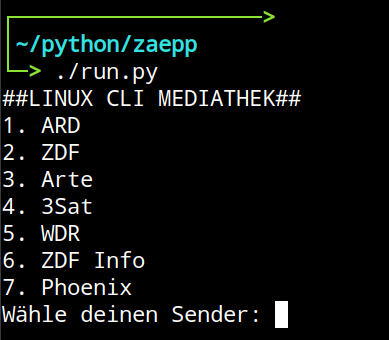 ~/python/zaepp
> ./run.py
##LINUX CLI MEDIATHEK##
1. ARD
2. ZDF
3. Arte
4. 3Sat
5. WDR
6. ZDF Info
7. Phoenix
Wähle deinen Sender: